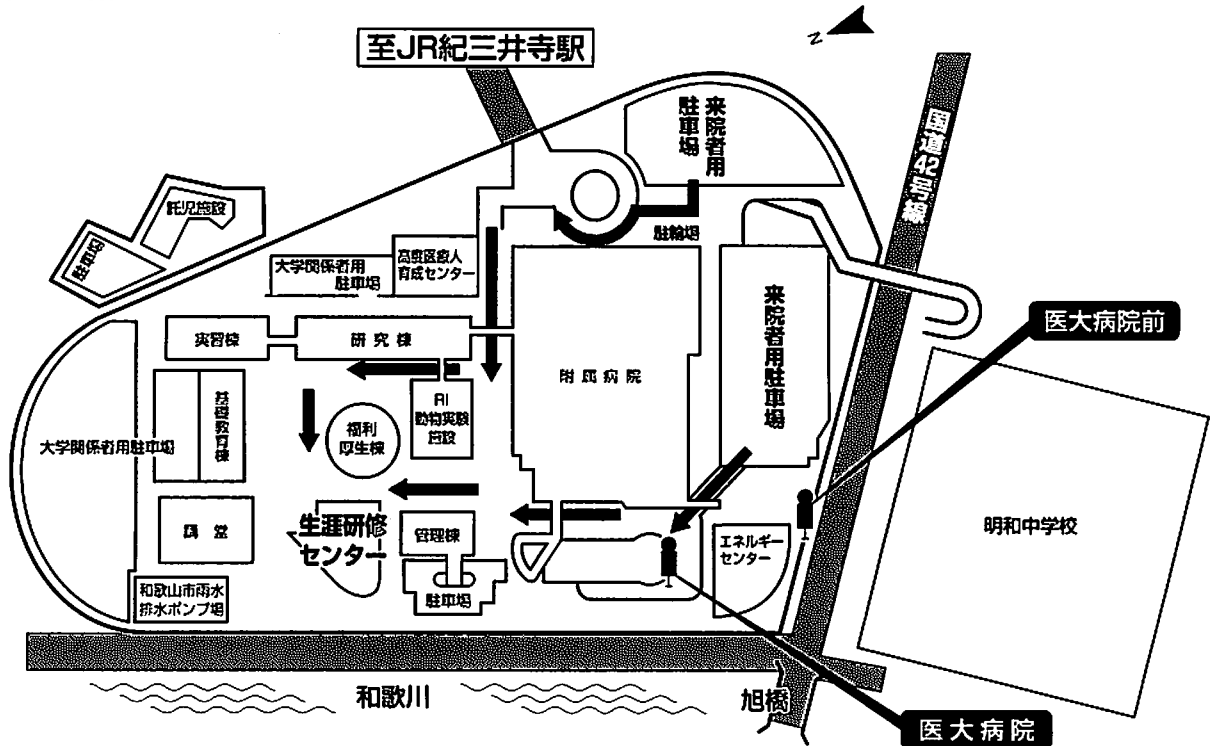 至JR紀三井寺駅
N
来院者用
駐車場
国道42号線
託児施設
駐車場
駐輪場
大学関係者用
駐車場
高度医療人
育成センター
来院者用駐車場
医大病院前
実習棟
研究棟
附属病院
RI
動物実験
施設
基礎教育棟
福利
厚生棟
大学関係者用駐車場
講堂
生涯研修
センター
管理棟
エネルギー
センター
明和中学校
和歌山市雨水
排水ポンプ場
駐車場
和歌川
旭橋
医大病院